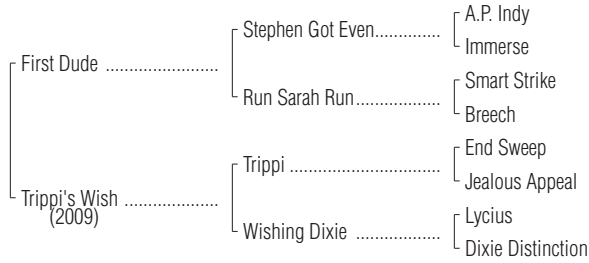 A.P. Indy
Stephen Got Even..............
Immerse
First Dude .......................
Smart Strike
Run Sarah Run..................
Breech
End Sweep
Trippi ................................
Jealous Appeal
Trippi's Wish ...................
(2009)
Lycius
Wishing Dixie ..................
Dixie Distinction